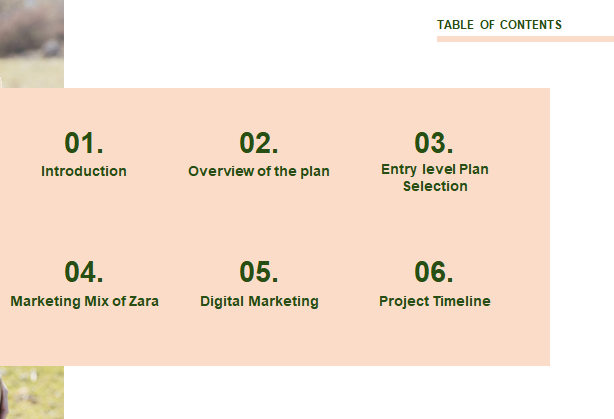 TABLE OF CONTENTS
01.
Introduction
02.
Overview of the plan
03.
Entry level Plan
Selection
04.
Marketing Mix of Zara
05.
Digital Marketing
06.
Project Timeline